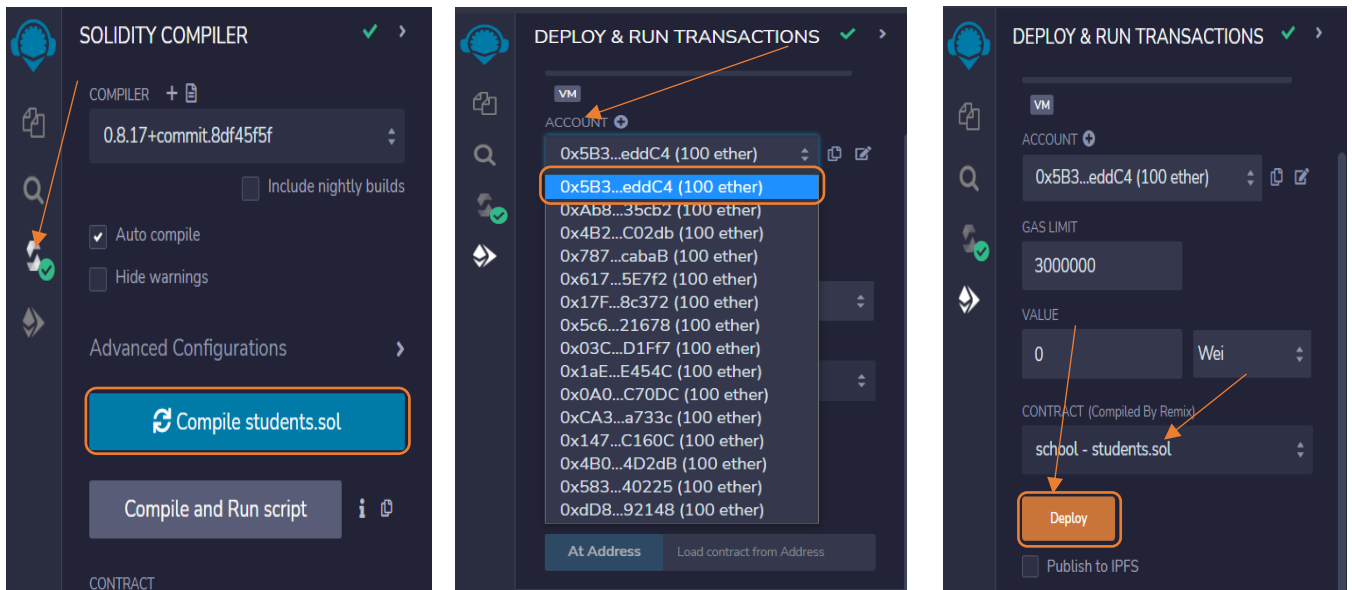 SOLIDITY COMPILER
COMPILER
0.8.17+commit.8df45f5f
Include nightly builds
Auto compile
Hide warnings
Advanced Configurations
Compile students.sol
Compile and Run script
CONTRACT
DEPLOY & RUN TRANSACTIONS
VM
ACCOUNT
0x5B3...eddC4 (100 ether)
0x5B3...eddC4 (100 ether)
0xAb8...35cb2 (100 ether)
0x4B2...C02db (100 ether)
0x787...cabaB (100 ether)
0x617...5E7f2 (100 ether)
0x17F...8c372 (100 ether)
0x5c6...21678 (100 ether)
0x03C...D1Ff7 (100 ether)
0x1aE...E454C (100 ether)
0x0A0...C70DC (100 ether)
0xCA3...a733c (100 ether)
0x147...C160C (100 ether)
0x4B0...4D2dB (100 ether)
0x583...40225 (100 ether)
0xdD8...92148 (100 ether)
At Address
Load contract from Address
DEPLOY & RUN TRANSACTIONS
VM
ACCOUNT
0x5B3...eddC4 (100 ether)
GAS LIMIT
3000000
VALUE
0
Wei
CONTRACT (Compiled By Remix)
school - students.sol
Deploy
Publish to IPFS